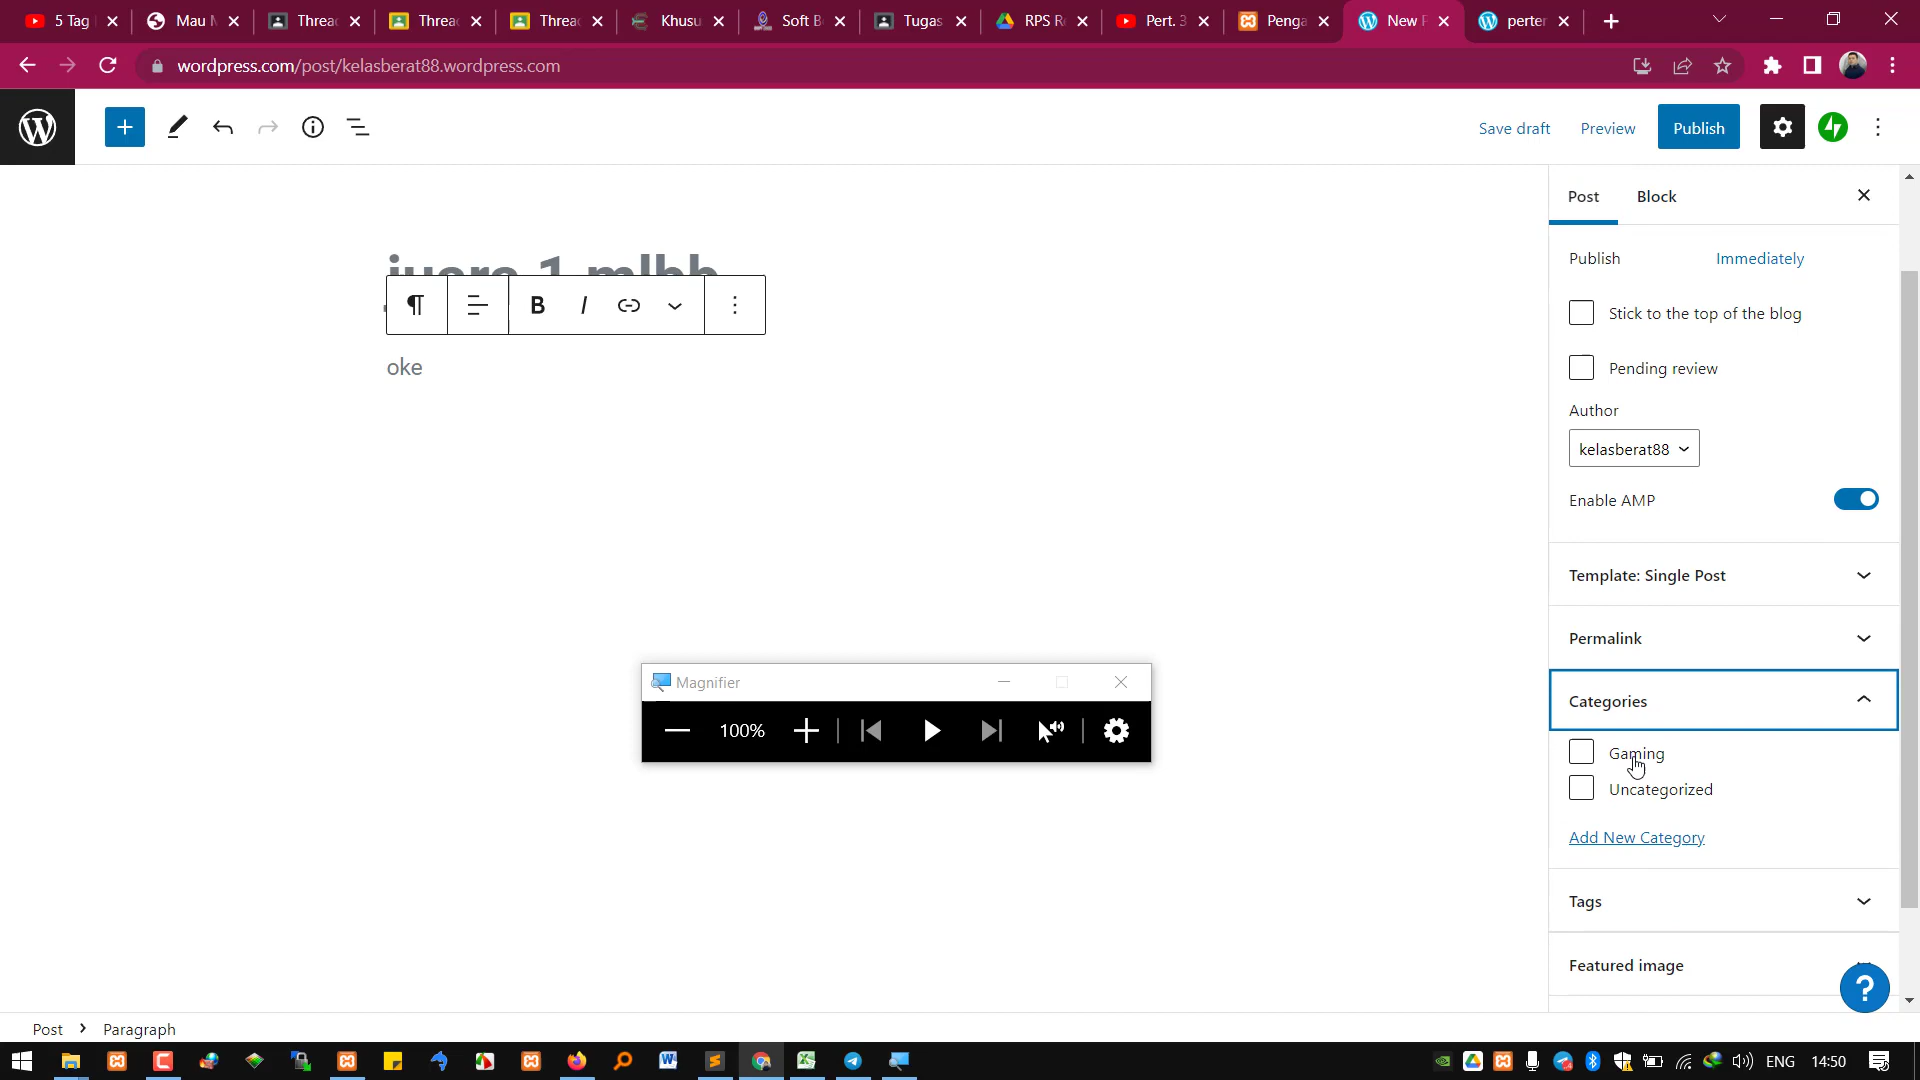 5 Tag
Mau
Threa
Threa
Threa
Khusu
Soft B
Tugas
RPS R
Pert. 3
Penga
New
perter
wordpress.com/post/kelasberat88.wordpress.com
Save draft
Preview
Publish
Post
Block
Publish
Immediately
juara 1 mlbb
Stick to the top of the blog
B I
oke
Pending review
Author
kelasberat88
Enable AMP
Template: Single Post
Permalink
Magnifier
Categories
100%
Gaming
Uncategorized
Add New Category
Tags
Featured image
?
Post
Paragraph
ENG
14:50